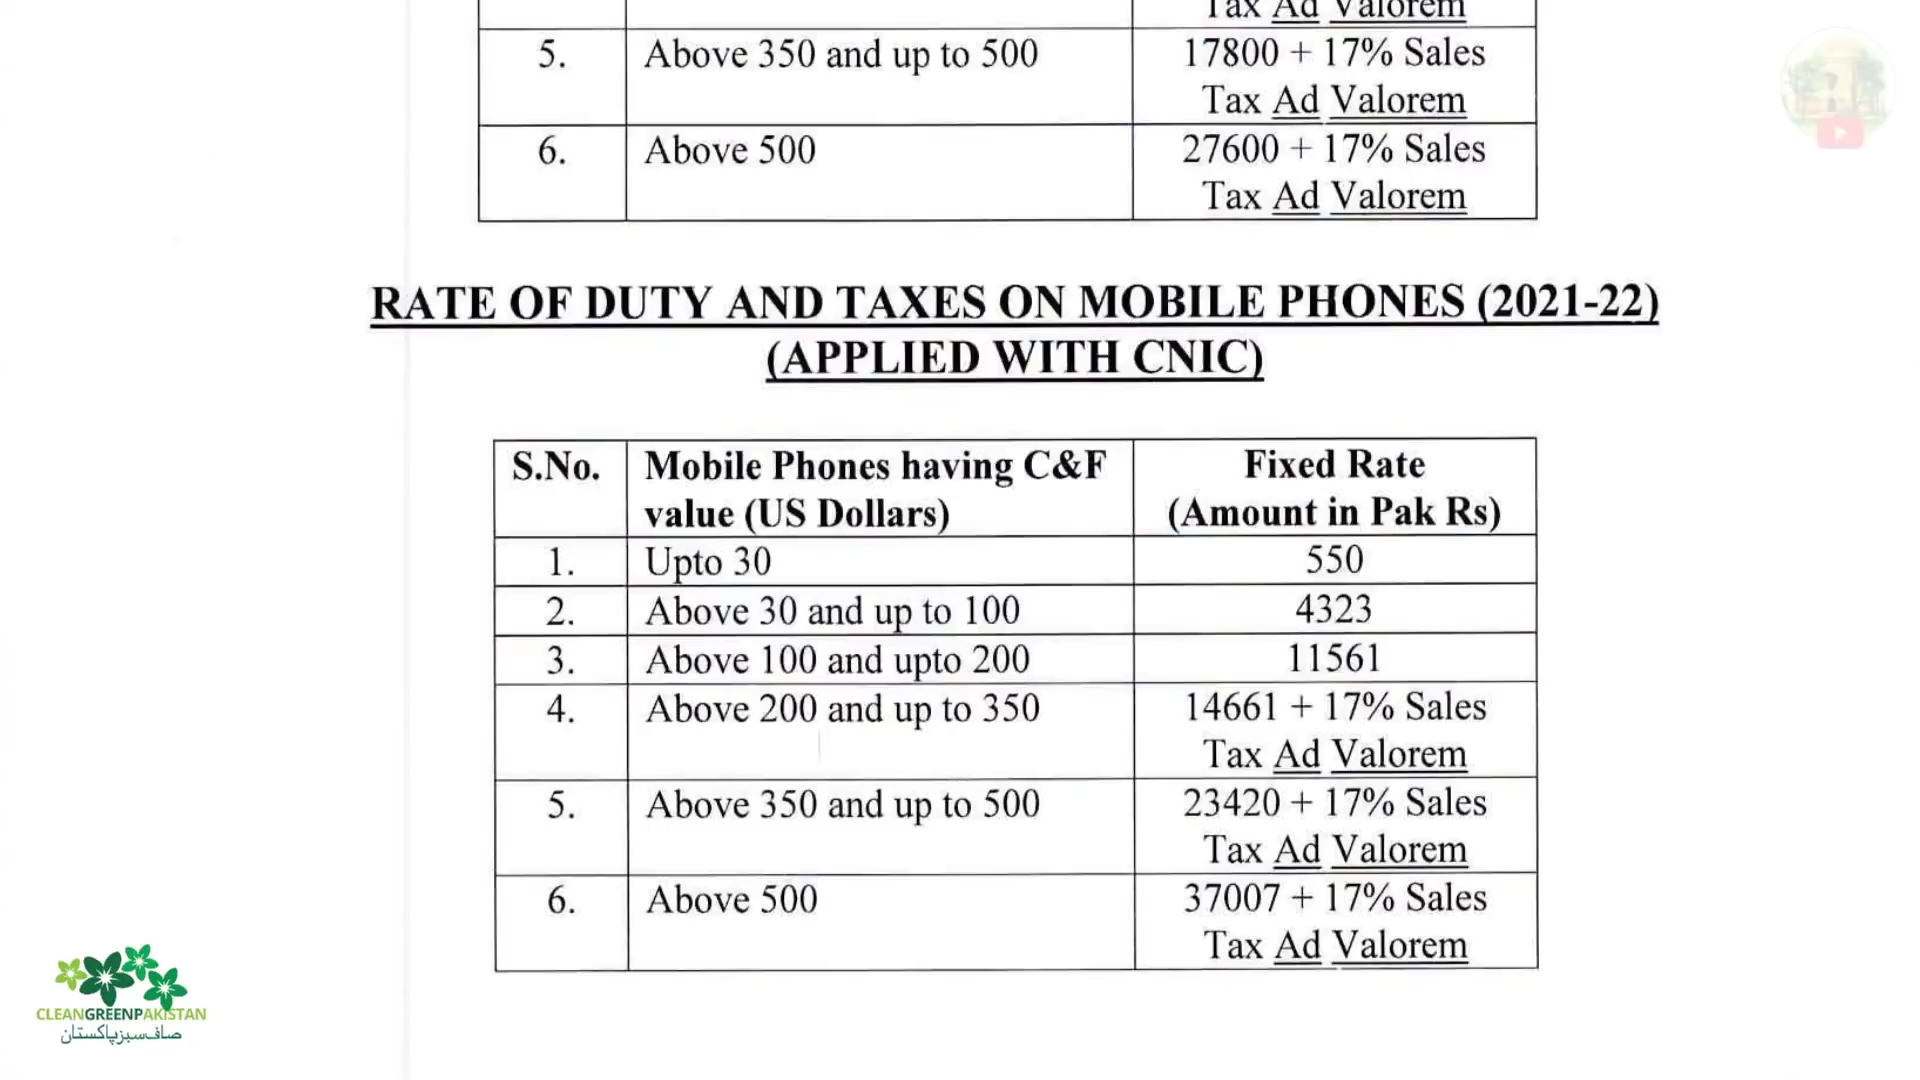 Tax Ad Valorem
5. Above 350 and up to 500 17800 + 17% Sales
Tax Ad Valorem
6. Above 500 27600 + 17% Sales
Tax Ad Valorem
RATE OF DUTY AND TAXES ON MOBILE PHONES (2021-22)
(APPLIED WITH CNIC)
S.No. Mobile Phones having C&F Fixed Rate
value (US Dollars) (Amount in Pak Rs)
1. Upto 30 550
2. Above 30 and up to 100 4323
3. Above 100 and upto 200 11561
4. Above 200 and up to 350 14661 + 17% Sales
Tax Ad Valorem
5. Above 350 and up to 500 23420 + 17% Sales
Tax Ad Valorem
6. Above 500 37007 + 17% Sales
Tax Ad Valorem
CLEANGREENPAKISTAN
صاف‌سبز‌پاکستان